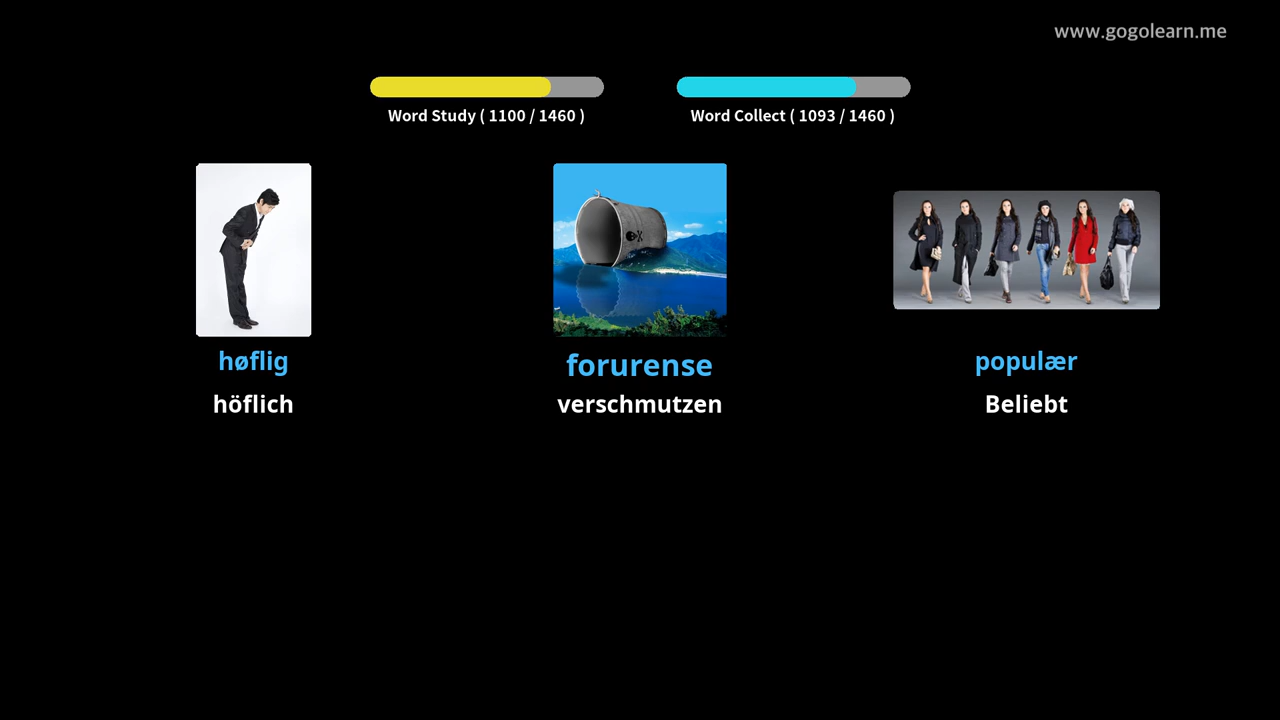 www.gogolearn.me
Word Study ( 1100 / 1460 )
Word Collect ( 1093 / 1460 )
høflig
höflich
forurense
verschmutzen
populær
Beliebt